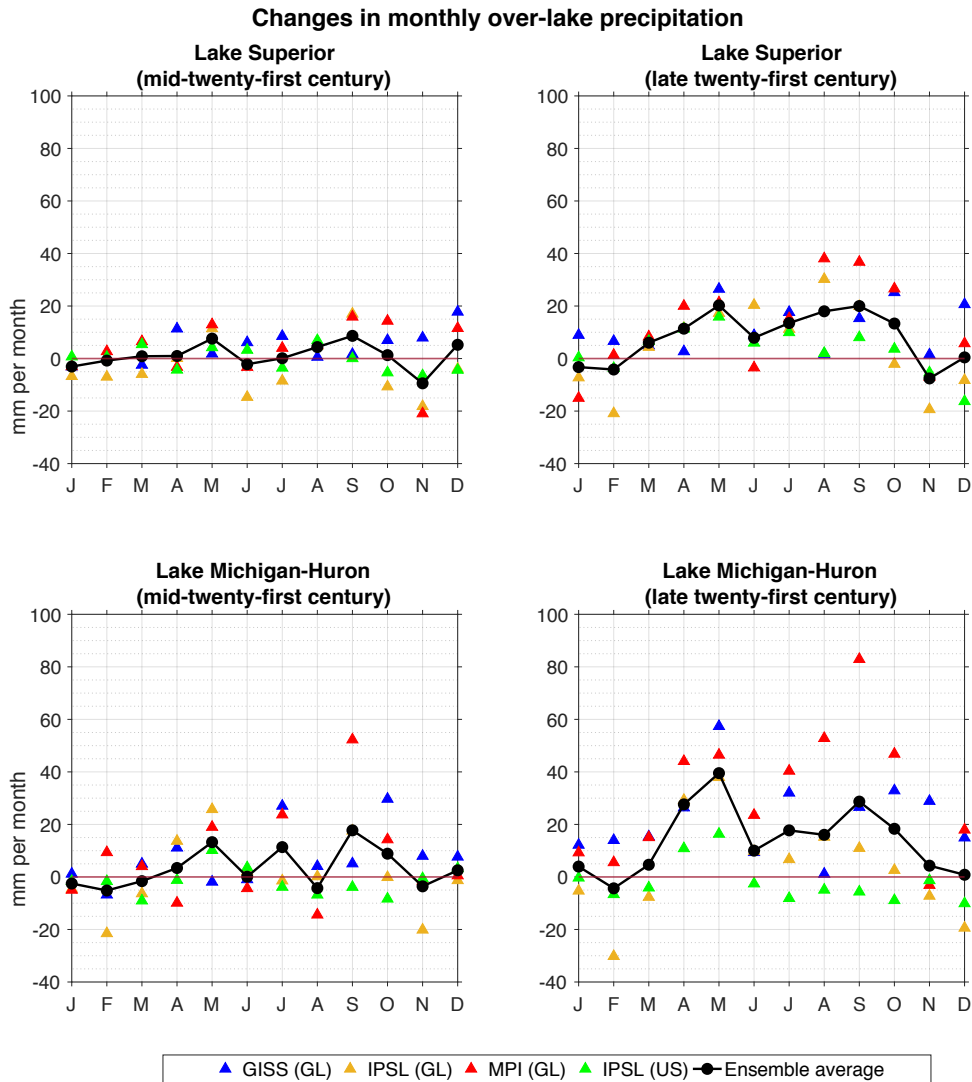 Changes in monthly over-lake precipitation
Lake Superior
(mid-twenty-first century)
Lake Superior
(late twenty-first century)
mm per month
100
80
60
40
20
0
-20
-40
J F M A M J J A S O N D
100
80
60
40
20
0
-20
-40
J F M A M J J A S O N D
Lake Michigan-Huron
(mid-twenty-first century)
Lake Michigan-Huron
(late twenty-first century)
mm per month
100
80
60
40
20
0
-20
-40
J F M A M J J A S O N D
100
80
60
40
20
0
-20
-40
J F M A M J J A S O N D
GISS (GL) IPSL (GL) MPI (GL) IPSL (US) Ensemble average